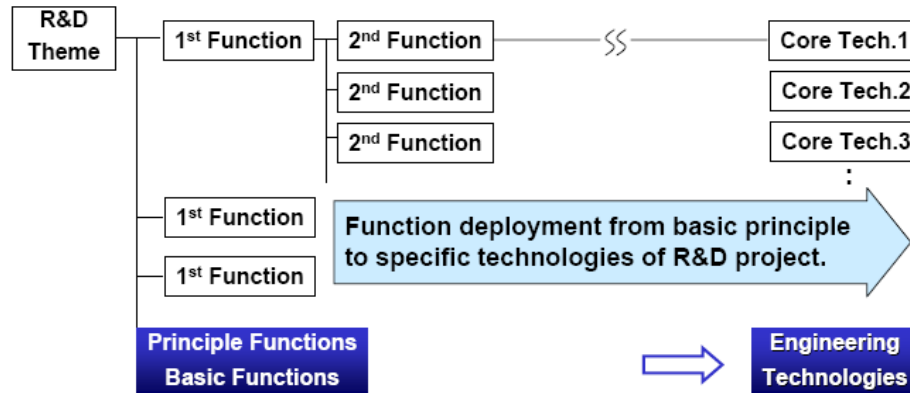 R&D
Theme
1st Function
2nd Function
Core Tech.1
2nd Function
Core Tech.2
2nd Function
Core Tech.3
:
1st Function
Function deployment from basic principle
to specific technologies of R&D project.
1st Function
Principle Functions
Basic Functions
Engineering
Technologies